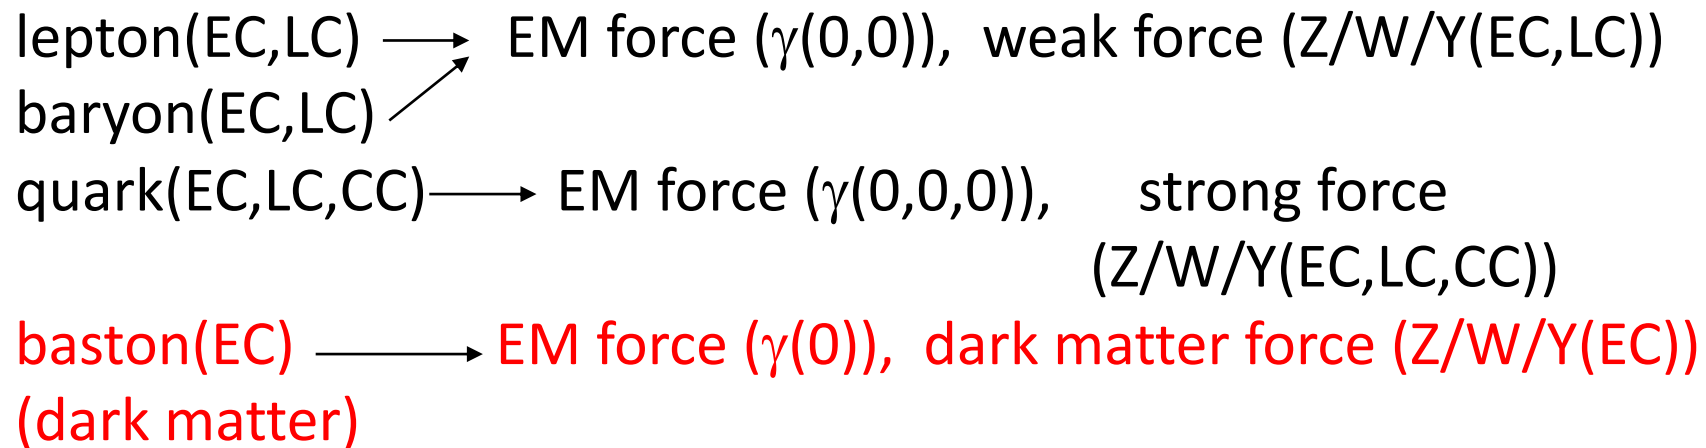 lepton(EC,LC) → EM force (γ(0,0)), weak force (Z/W/Y(EC,LC))
baryon(EC,LC)
quark(EC,LC,CC) → EM force (γ(0,0,0)), strong force
(Z/W/Y(EC,LC,CC))
baston(EC) → EM force (γ(0)), dark matter force (Z/W/Y(EC))
(dark matter)